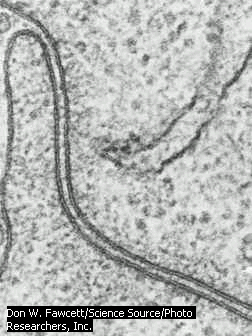 Don W. Fawcett/Science Source/Photo
Researchers, Inc.